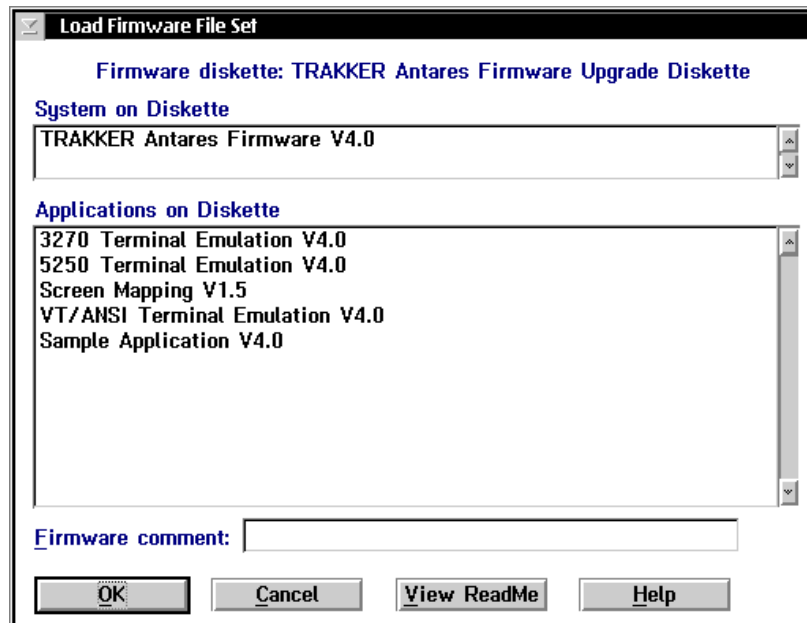 Load Firmware File Set
Firmware diskette: TRAKKER Antares Firmware Upgrade Diskette
System on Diskette
TRAKKER Antares Firmware V4.0
Applications on Diskette
3270 Terminal Emulation V4.0
5250 Terminal Emulation V4.0
Screen Mapping V1.5
VT/ANSI Terminal Emulation V4.0
Sample Application V4.0
Firmware comment:
OK Cancel View ReadMe Help